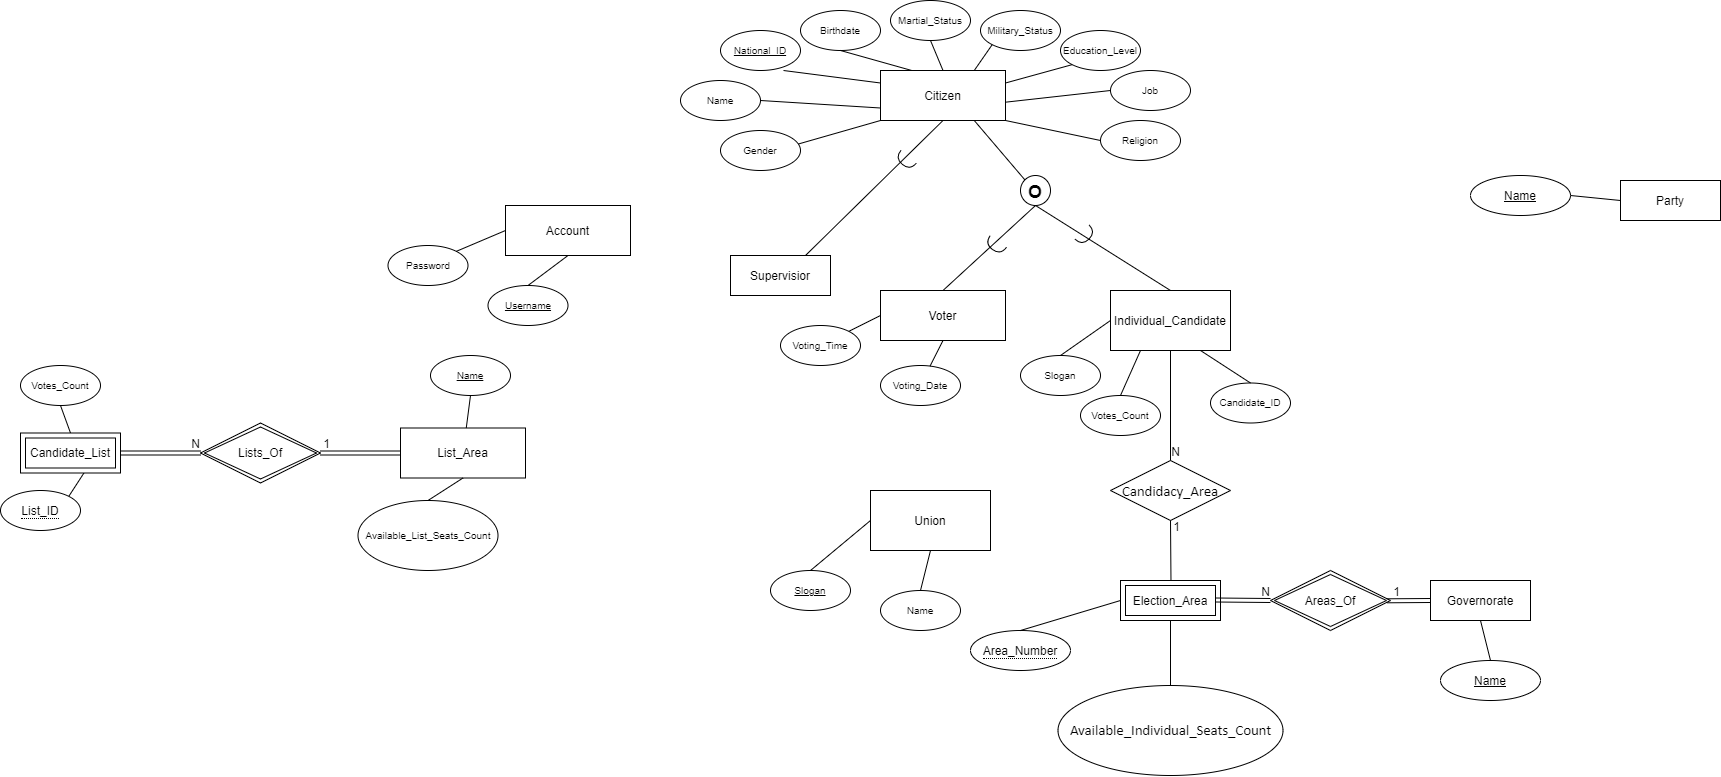 Martial_Status
Birthdate
Military_Status
National_ID
Education_Level
Citizen
Job
Name
Religion
Gender
O
Name
Party
Account
Password
Supervisior
Username
Voter
Individual_Candidate
Voting_Time
Slogan
Name
Votes_Count
Voting_Date
Candidate_ID
Votes_Count
N
1
Candidate_List
Lists_Of
List_Area
N
Candidacy_Area
List_ID
Union
1
Available_List_Seats_Count
Slogan
N
1
Election_Area
Areas_Of
Governorate
Name
Area_Number
Name
Available_Individual_Seats_Count